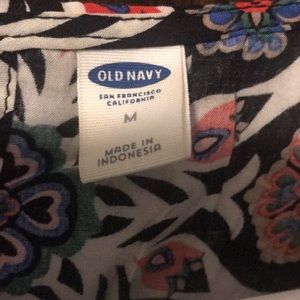 OLD NAVY
SAN FRANCISCO
CALIFORNIA
M
MADE IN
INDONESIA